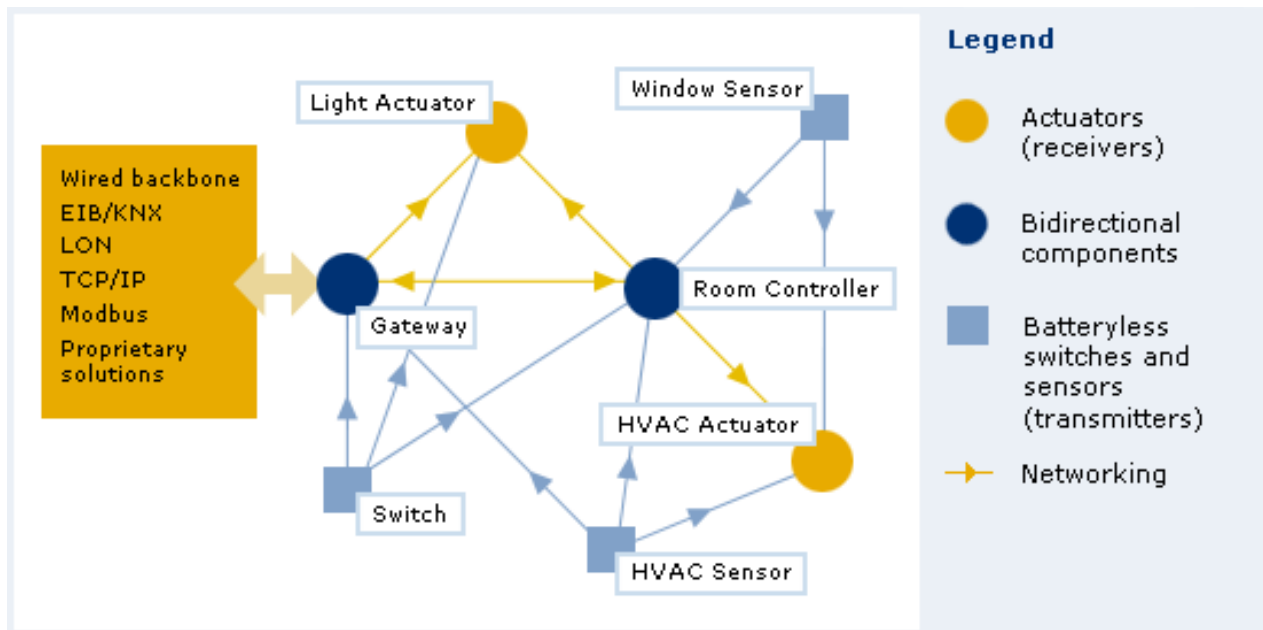 Light Actuator
Window Sensor
Wired backbone
EIB/KNX
LON
TCP/IP
Modbus
Proprietary
solutions
Gateway
Room Controller
HVAC Actuator
Switch
HVAC Sensor
Legend
Actuators
(receivers)
Bidirectional
components
Batteryless
switches and
sensors
(transmitters)
Networking